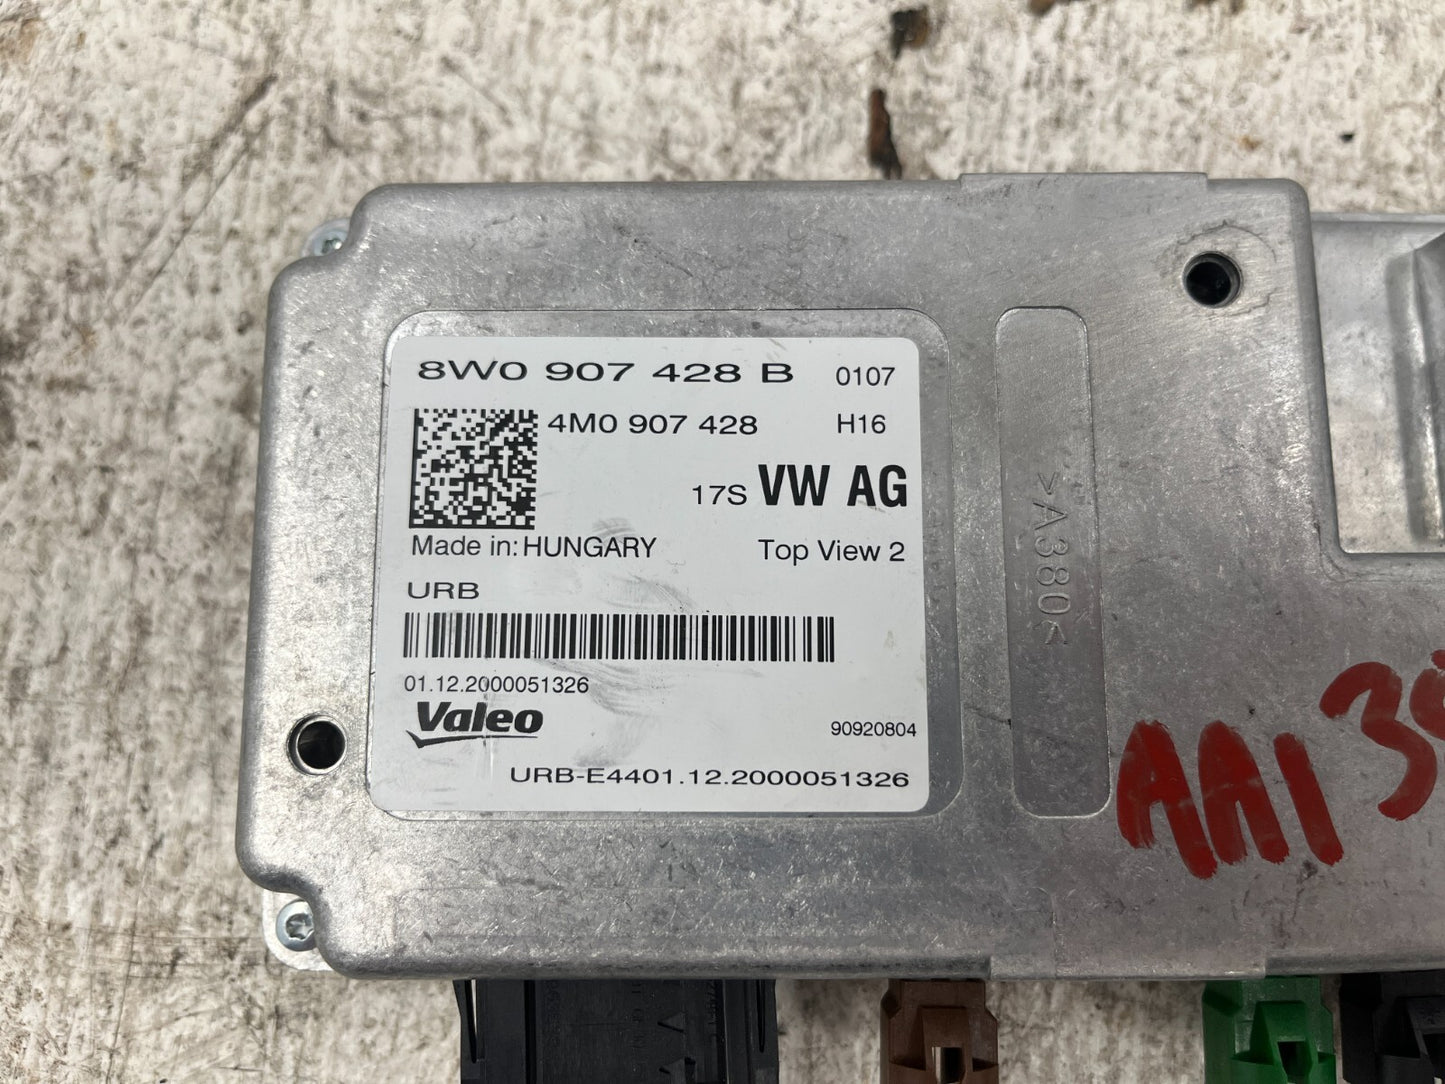 8W0 907 428 B 0107
4M0 907 428 H16
17S VW AG
Made in: HUNGARY Top View 2
URB
01.12.2000051326
Valeo 90920804
URB-E4401.12.2000051326
>A380<
AA1